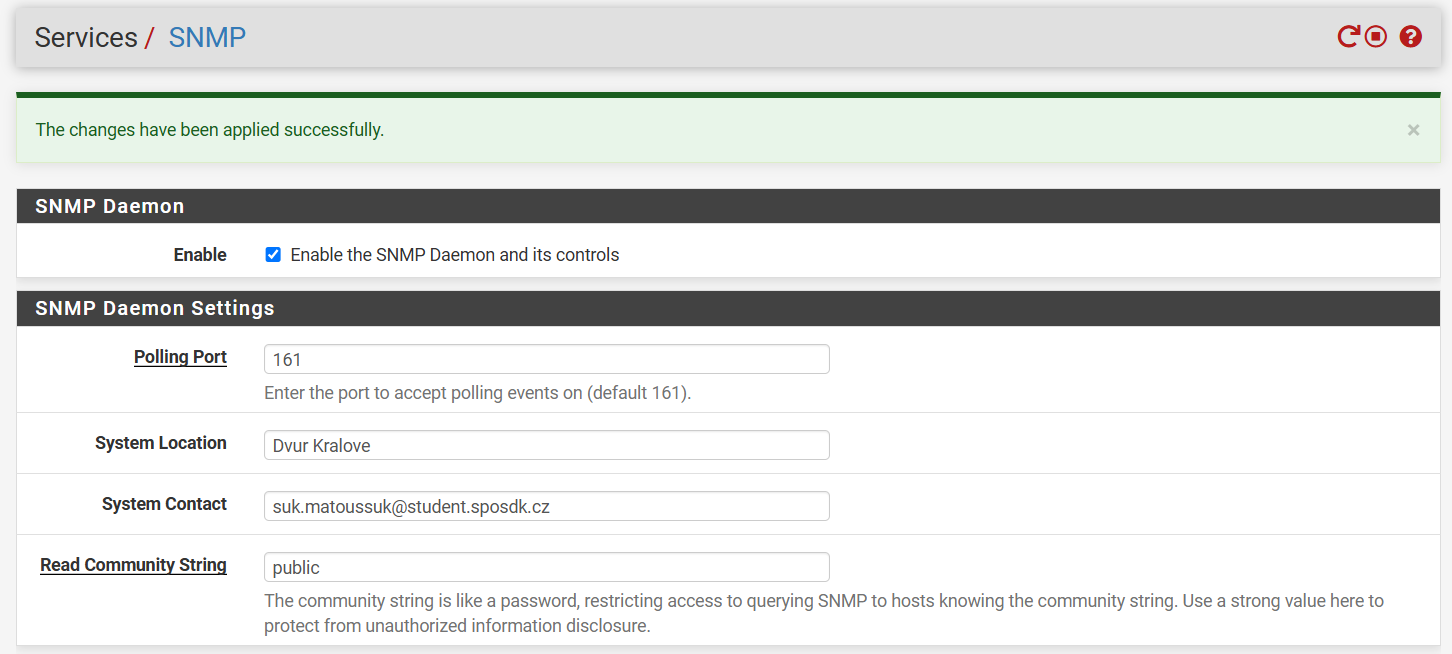 Services / SNMP
The changes have been applied successfully.
×
SNMP Daemon
Enable Enable the SNMP Daemon and its controls
SNMP Daemon Settings
Polling Port 161
Enter the port to accept polling events on (default 161).
System Location Dvur Kralove
System Contact suk.matoussuk@student.sposdk.cz
Read Community String public
The community string is like a password, restricting access to querying SNMP to hosts knowing the community string. Use a strong value here to
protect from unauthorized information disclosure.